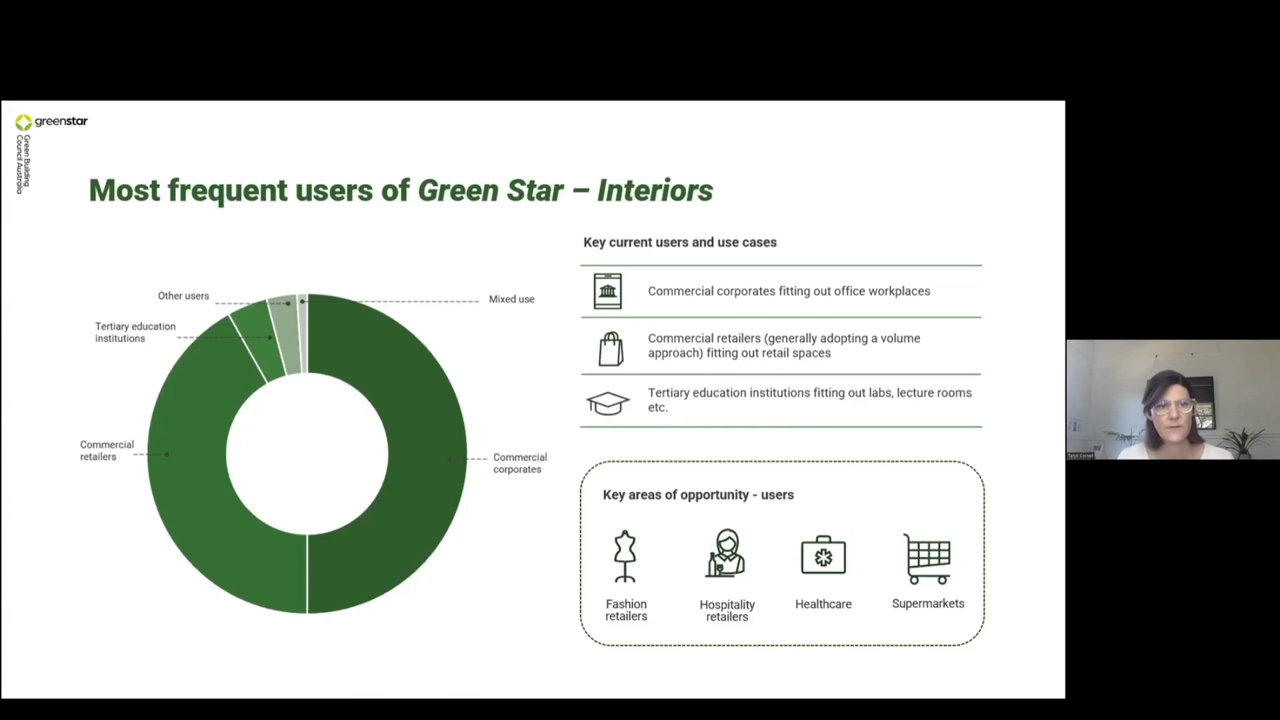 greenstar
Green Building
Council Australia
Most frequent users of Green Star – Interiors
Other users
Mixed use
Tertiary education
institutions
Commercial
retailers
Commercial
corporates
Key current users and use cases
Commercial corporates fitting out office workplaces
Commercial retailers (generally adopting a volume
approach) fitting out retail spaces
Tertiary education institutions fitting out labs, lecture rooms
etc.
Key areas of opportunity - users
Fashion
retailers
Hospitality
retailers
Healthcare
Supermarkets